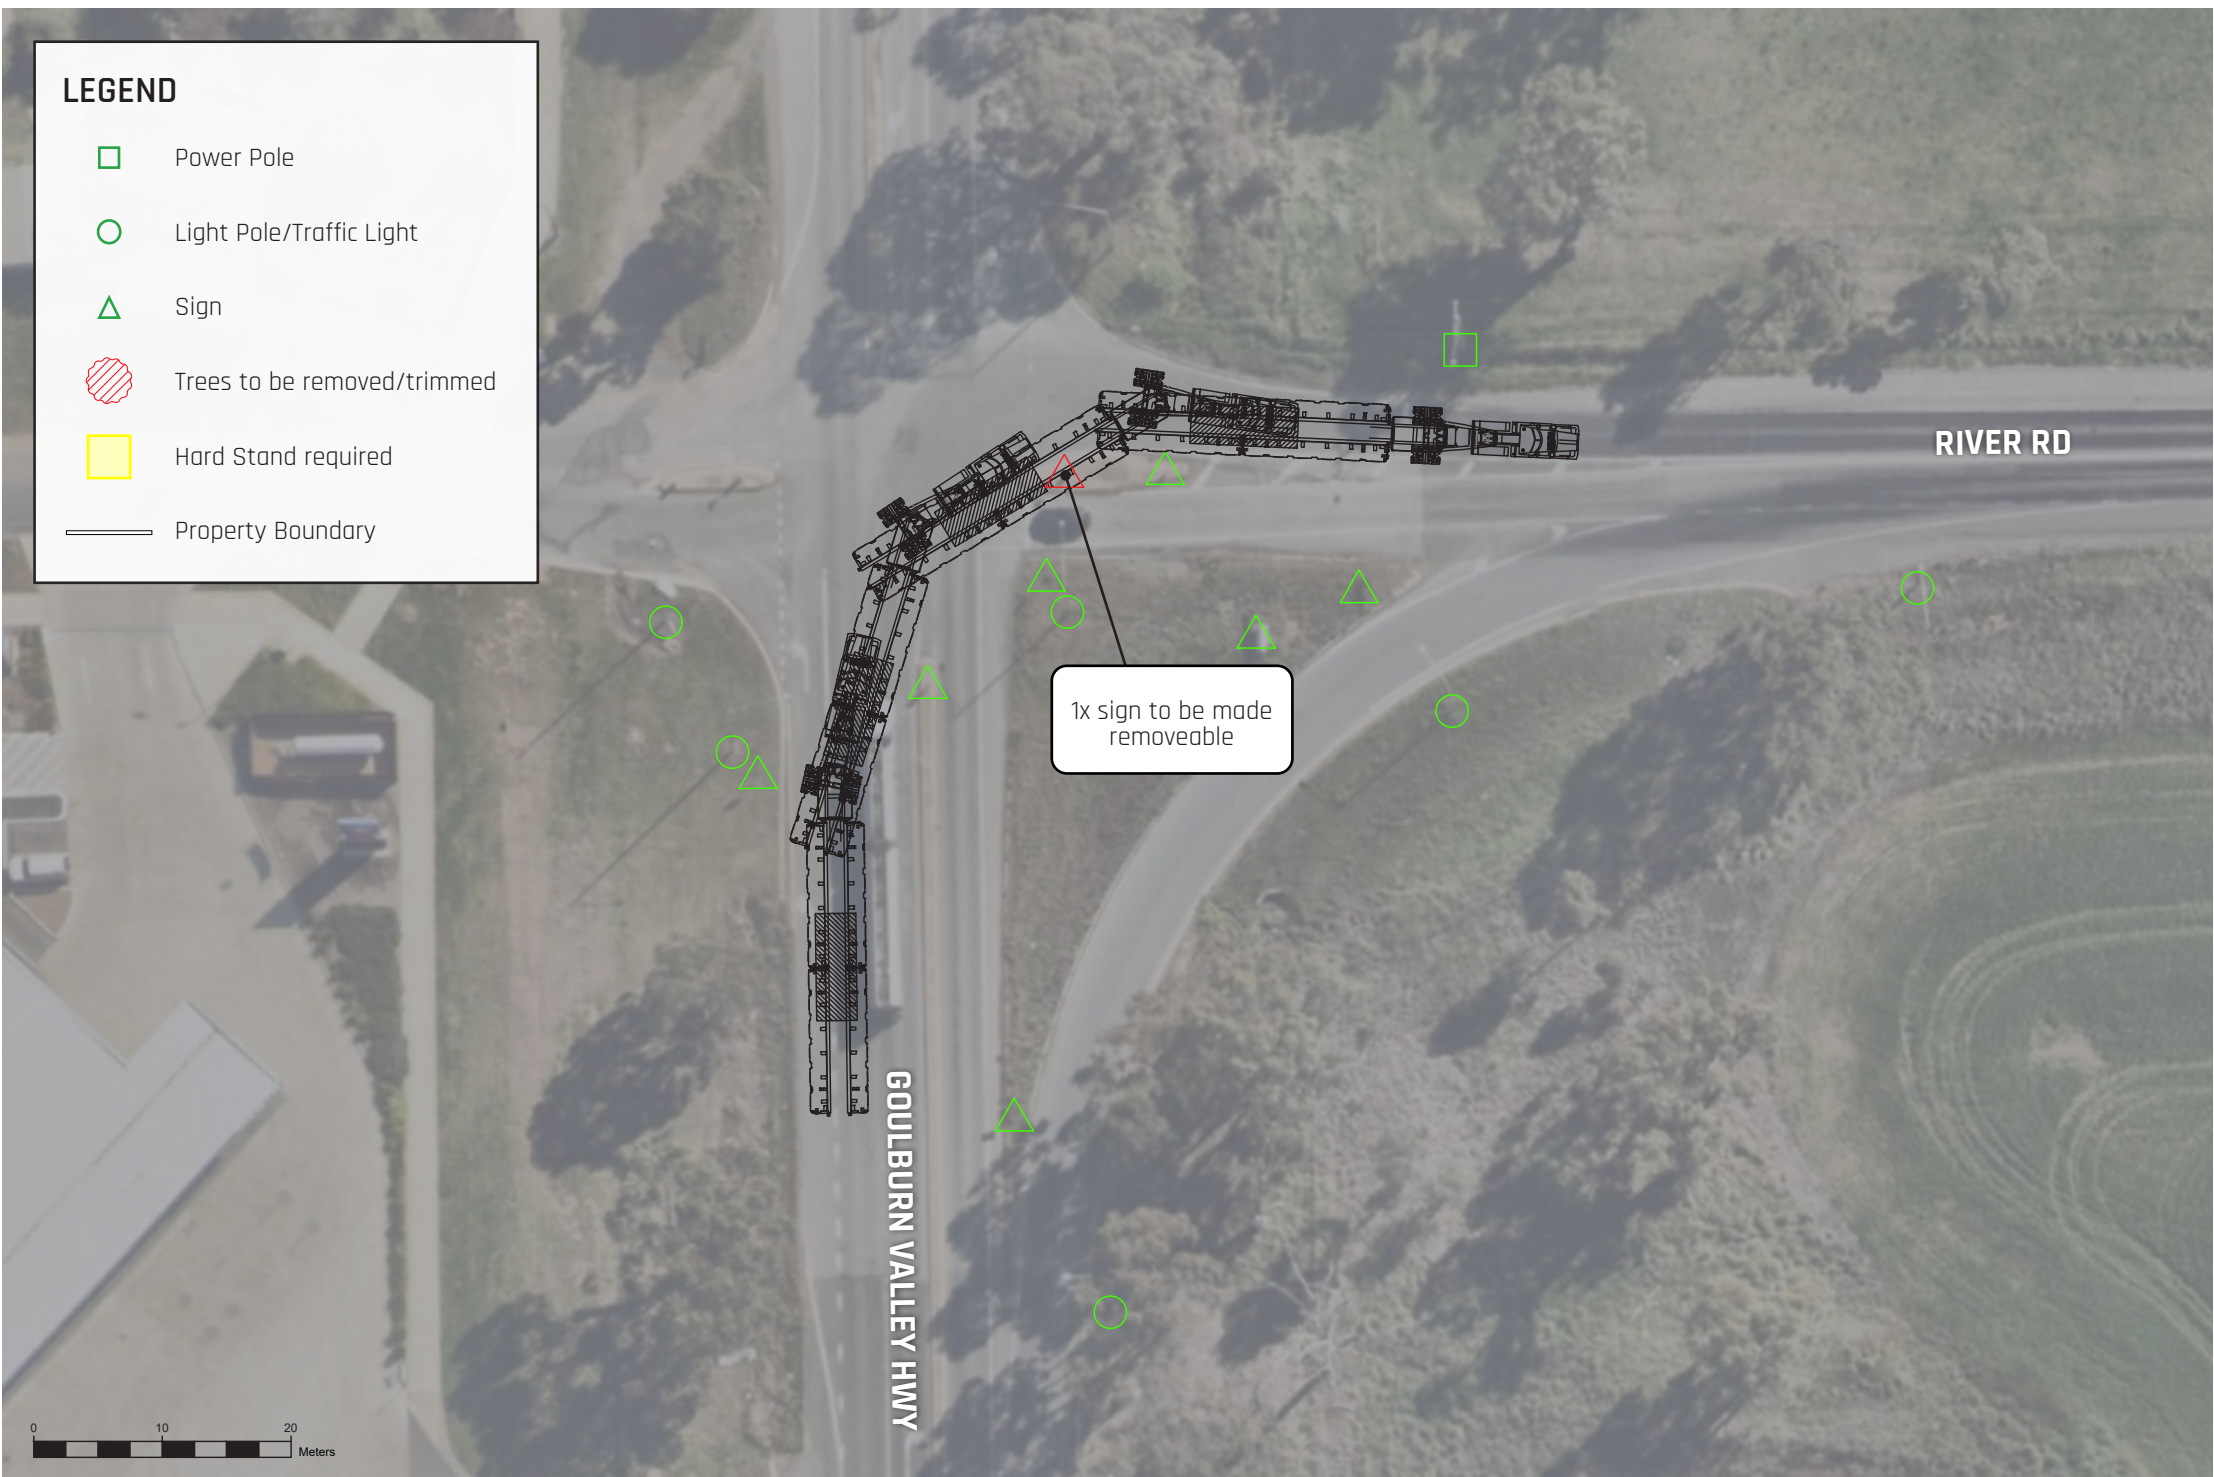 LEGEND
Power Pole
Light Pole/Traffic Light
Sign
Trees to be removed/trimmed
Hard Stand required
Property Boundary
RIVER RD
1x sign to be made
removeable
GOULBURN VALLEY HWY
0 10 20
Meters